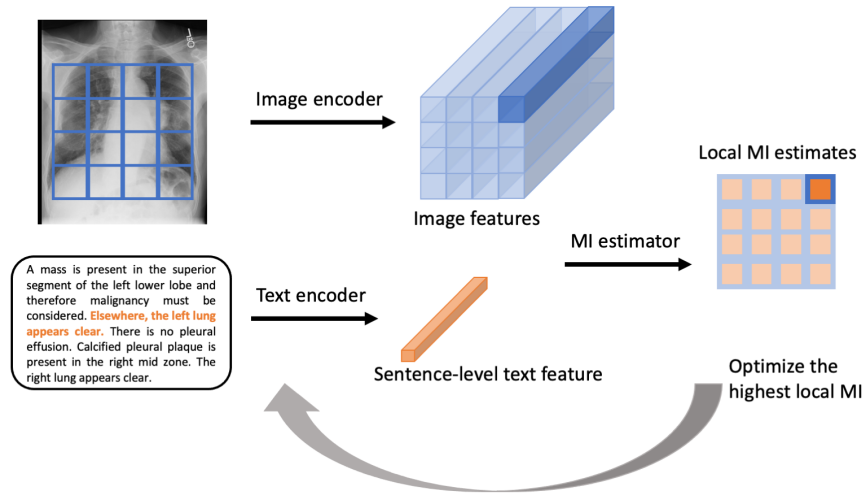 Image encoder
Image features
Local MI estimates
MI estimator
A mass is present in the superior
segment of the left lower lobe and
therefore malignancy must be
considered. Elsewhere, the left lung
appears clear. There is no pleural
effusion. Calcified pleural plaque is
present in the right mid zone. The
right lung appears clear.
Text encoder
Sentence-level text feature
Optimize the
highest local MI